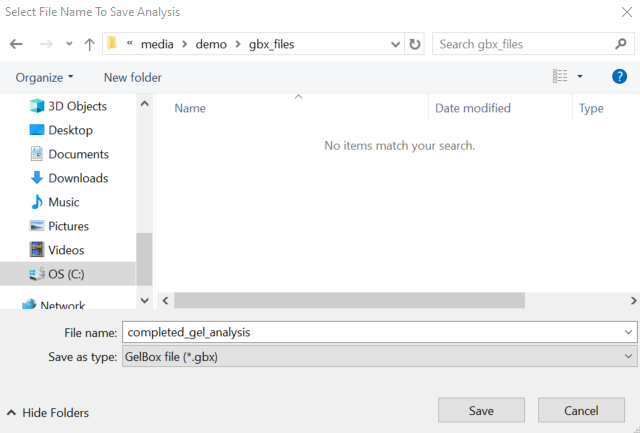 Select File Name To Save Analysis
« media demo gbx_files Search gbx_files
Organize New folder
Name Date modified Type
No items match your search.
3D Objects
Desktop
Documents
Downloads
Music
Pictures
Videos
OS (C:)
Network
File name: completed_gel_analysis
Save as type: GelBox file (*.gbx)
Hide Folders Save Cancel